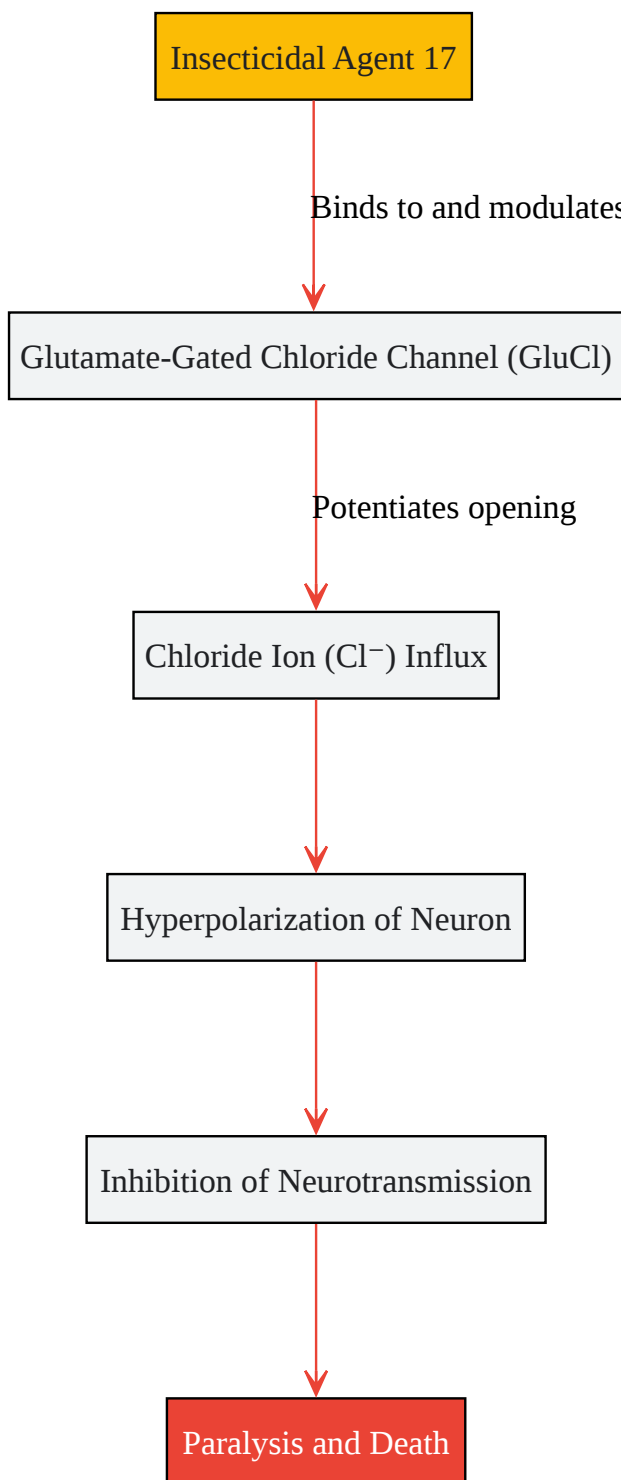 Insecticidal Agent 17
Binds to and modulates
Glutamate-Gated Chloride Channel (GluCl)
Potentiates opening
Chloride Ion (Cl⁻) Influx
Hyperpolarization of Neuron
Inhibition of Neurotransmission
Paralysis and Death